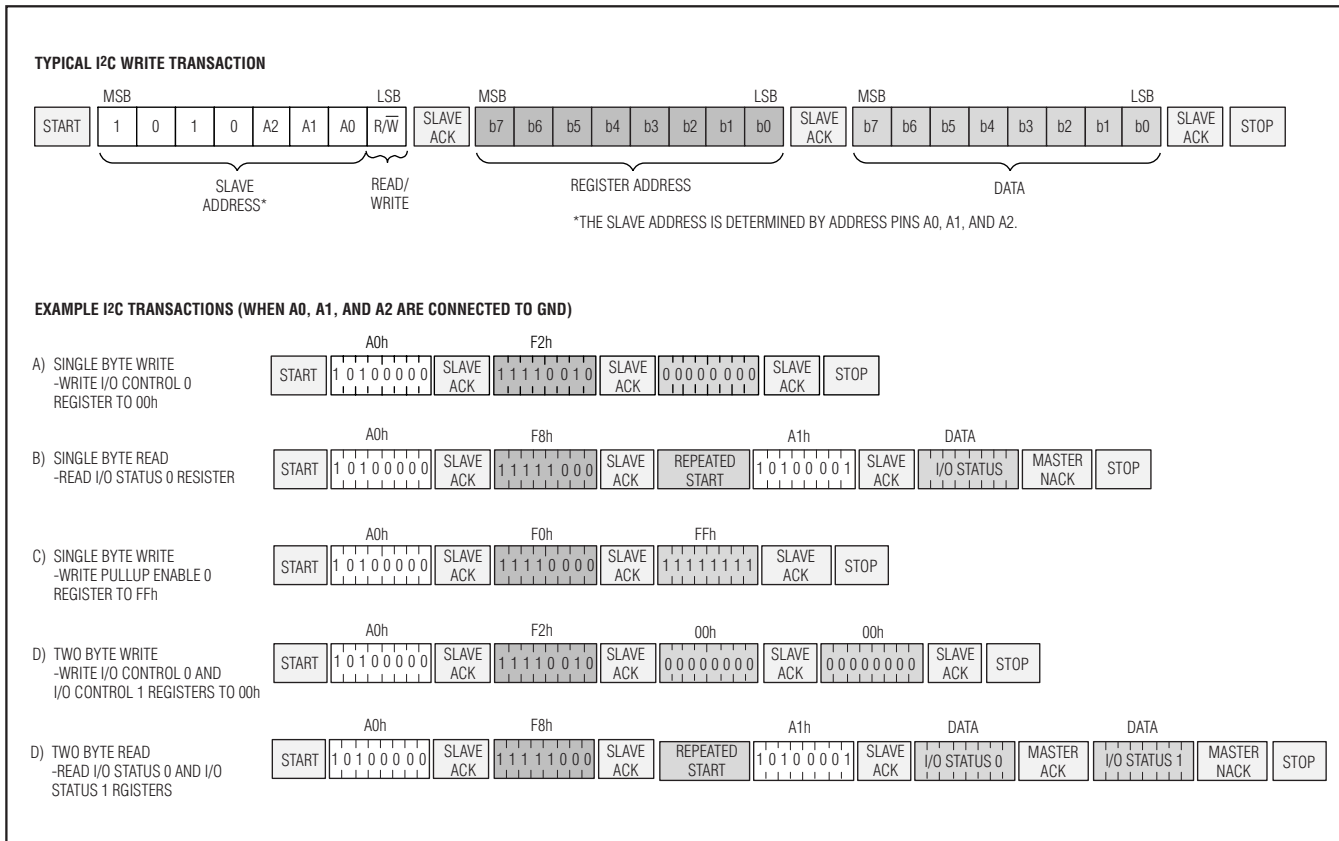 TYPICAL I2C WRITE TRANSACTION
MSB LSB MSB LSB MSB LSB
START 1 0 1 0 A2 A1 A0 R/W̅ SLAVE ACK b7 b6 b5 b4 b3 b2 b1 b0 SLAVE ACK b7 b6 b5 b4 b3 b2 b1 b0 SLAVE ACK STOP
SLAVE ADDRESS* READ/ WRITE REGISTER ADDRESS DATA
*THE SLAVE ADDRESS IS DETERMINED BY ADDRESS PINS A0, A1, AND A2.
EXAMPLE I2C TRANSACTIONS (WHEN A0, A1, AND A2 ARE CONNECTED TO GND)
A0h F2h
A) SINGLE BYTE WRITE
-WRITE I/O CONTROL 0
REGISTER TO 00h
START 1 0 1 0 0 0 0 0 SLAVE ACK 1 1 1 1 0 0 1 0 SLAVE ACK 0 0 0 0 0 0 0 0 SLAVE ACK STOP
A0h F8h A1h DATA
B) SINGLE BYTE READ
-READ I/O STATUS 0 RESISTER
START 1 0 1 0 0 0 0 0 SLAVE ACK 1 1 1 1 1 0 0 0 SLAVE ACK REPEATED START 1 0 1 0 0 0 0 1 SLAVE ACK I/O STATUS MASTER NACK STOP
A0h F0h FFh
C) SINGLE BYTE WRITE
-WRITE PULLUP ENABLE 0
REGISTER TO FFh
START 1 0 1 0 0 0 0 0 SLAVE ACK 1 1 1 1 0 0 0 0 SLAVE ACK 1 1 1 1 1 1 1 1 SLAVE ACK STOP
A0h F2h 00h 00h
D) TWO BYTE WRITE
-WRITE I/O CONTROL 0 AND
I/O CONTROL 1 REGISTERS TO 00h
START 1 0 1 0 0 0 0 0 SLAVE ACK 1 1 1 1 0 0 1 0 SLAVE ACK 0 0 0 0 0 0 0 0 SLAVE ACK 0 0 0 0 0 0 0 0 SLAVE ACK STOP
A0h F8h A1h DATA DATA
D) TWO BYTE READ
-READ I/O STATUS 0 AND I/O
STATUS 1 RGISTERS
START 1 0 1 0 0 0 0 0 SLAVE ACK 1 1 1 1 1 0 0 0 SLAVE ACK REPEATED START 1 0 1 0 0 0 0 1 SLAVE ACK I/O STATUS 0 MASTER ACK I/O STATUS 1 MASTER NACK STOP